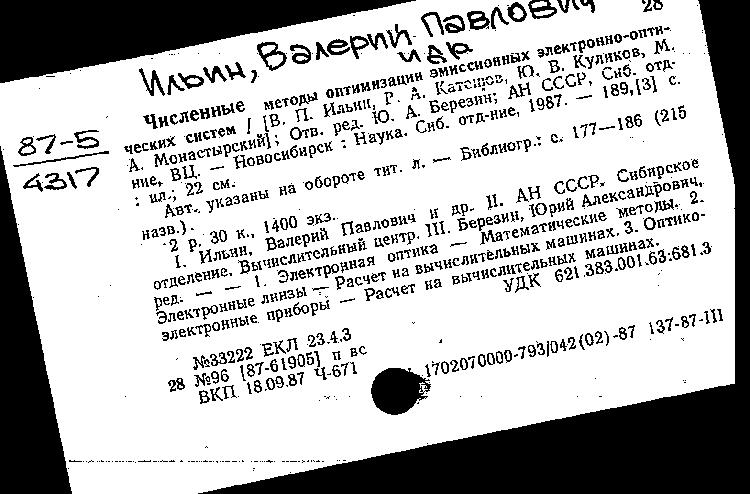 28
Ильин, Валерий Павлович
и др
87-5
4317
Численные методы оптимизации эмиссионных электронно-опти-
ческих систем / [В. П. Ильин, Р. А. Катешов, Ю. В. Куликов, М.
А. Монастырский]; Отв. ред. Ю. А. Березин; АН СССР, Сиб. отд-
ние, ВЦ. — Новосибирск : Наука. Сиб. отд-ние, 1987. — 189,[3] с.
: ил.; 22 см.
Авт. указаны на обороте тит. л. — Библиогр.: с. 177—186 (215
назв.).
2 р. 30 к., 1400 экз.
I. Ильин, Валерий Павлович и др. II. АН СССР. Сибирское
отделение. Вычислительный центр. III. Березин, Юрий Александрович,
ред. — — 1. Электронная оптика — Математические методы. 2.
Электронные линзы — Расчет на вычислительных машинах. 3. Оптико-
электронные приборы — Расчет на вычислительных машинах.
УДК 621.383.001.63:681.3
№33222 ЕКЛ 23.4.3
28 №96 [87-61905] п вс
ВКП 18.09.87 Ч-671
1702070000-793/042(02)-87 137-87-III